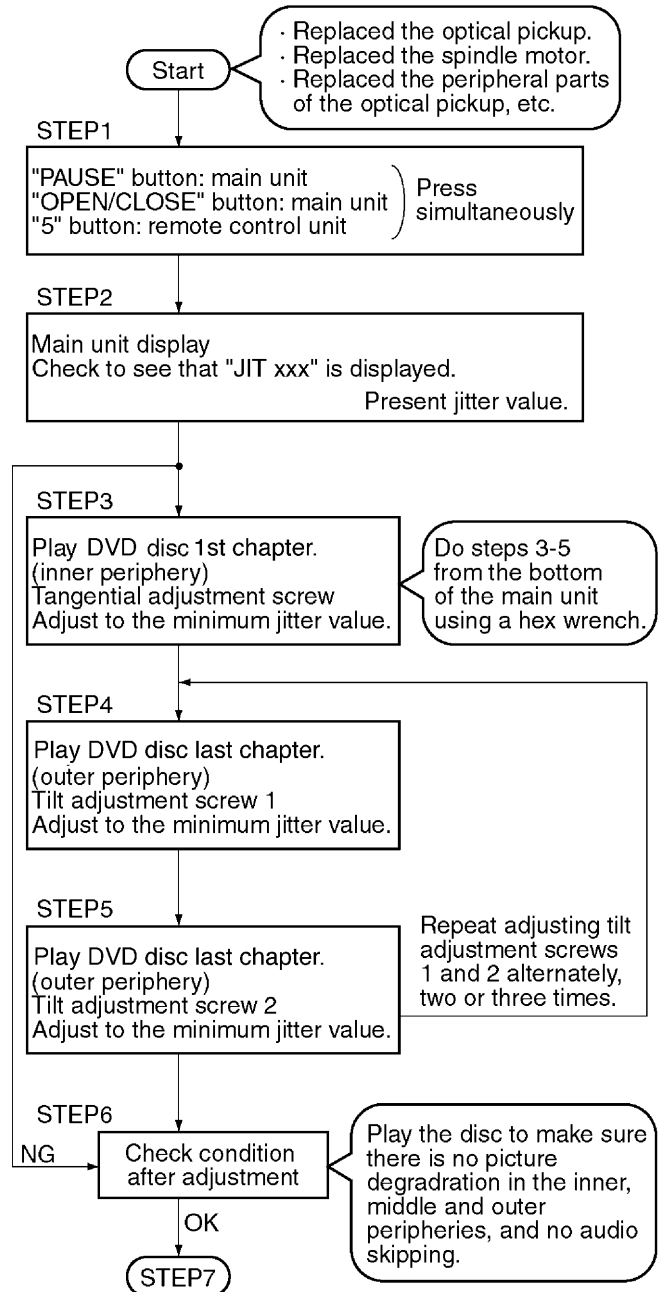 Start
· Replaced the optical pickup.
· Replaced the spindle motor.
· Replaced the peripheral parts
of the optical pickup, etc.
STEP1
"PAUSE" button: main unit
"OPEN/CLOSE" button: main unit
"5" button: remote control unit
Press
simultaneously
STEP2
Main unit display
Check to see that "JIT xxx" is displayed.
Present jitter value.
STEP3
Play DVD disc 1st chapter.
(inner periphery)
Tangential adjustment screw
Adjust to the minimum jitter value.
Do steps 3-5
from the bottom
of the main unit
using a hex wrench.
STEP4
Play DVD disc last chapter.
(outer periphery)
Tilt adjustment screw 1
Adjust to the minimum jitter value.
STEP5
Play DVD disc last chapter.
(outer periphery)
Tilt adjustment screw 2
Adjust to the minimum jitter value.
Repeat adjusting tilt
adjustment screws
1 and 2 alternately,
two or three times.
STEP6
NG
Check condition
after adjustment
Play the disc to make sure
there is no picture
degradration in the inner,
middle and outer
peripheries, and no audio
skipping.
OK
STEP7